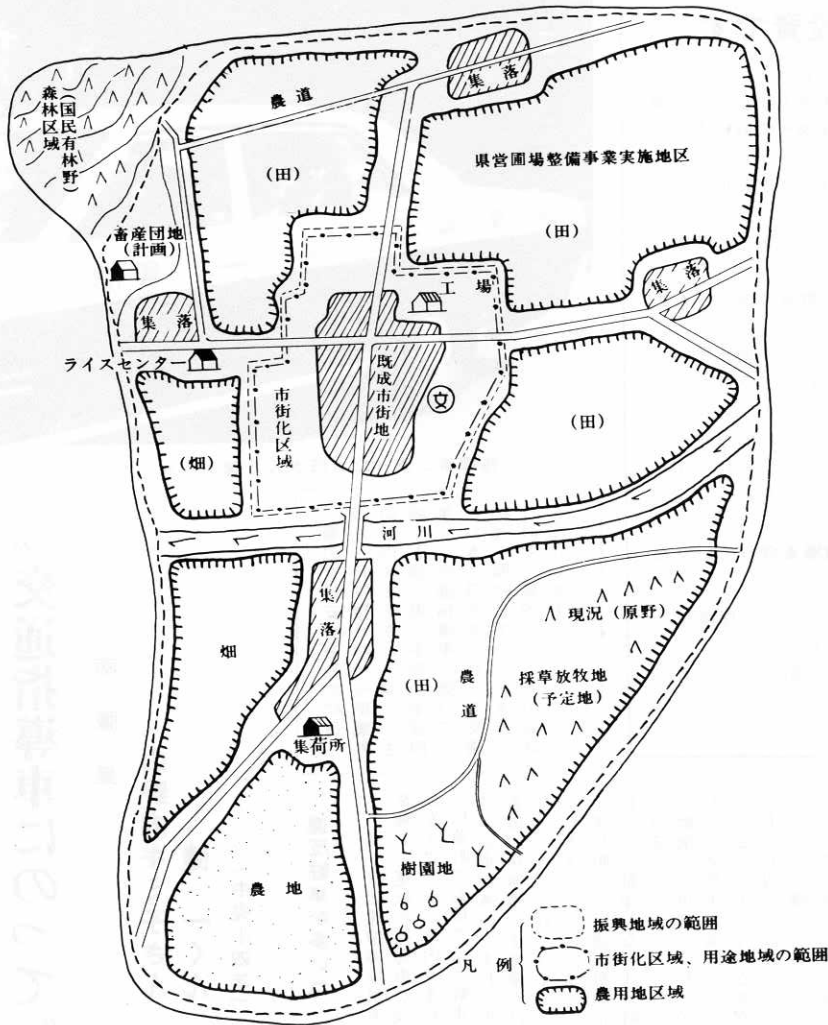 集落
農道
森林区域
(国民有林野)
(田)
県営圃場整備事業実施地区
(田)
畜産団地
(計画)
工場
集落
集落
ライスセンター
既成市街地
文
市街化区域
(田)
(畑)
河川
集落
現況(原野)
畑
(田)
農道
採草放牧地
(予定地)
集荷所
樹園地
農地
凡例
振興地域の範囲
市街化区域、用途地域の範囲
農用地区域